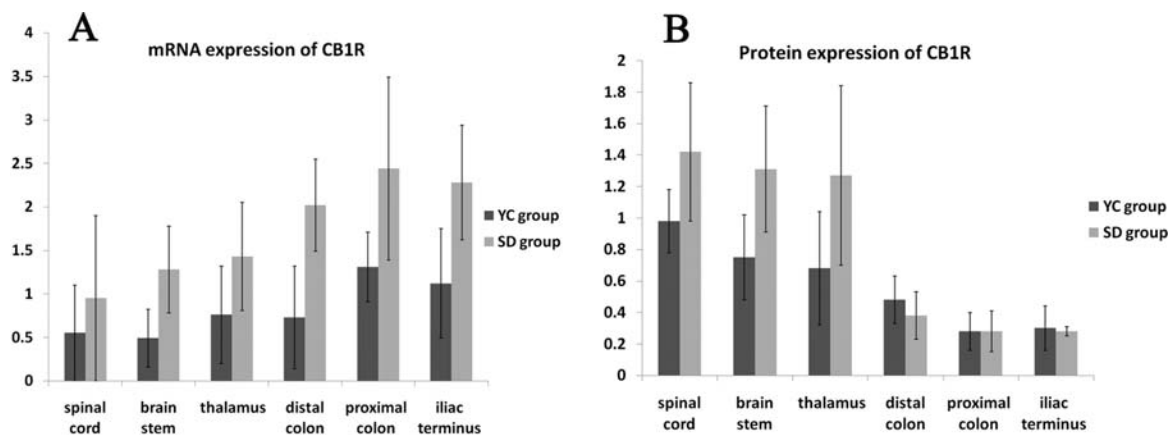 A
mRNA expression of CB1R
4
3.5
3
2.5
2
1.5
1
0.5
0
spinal cord
brain stem
thalamus
distal colon
proximal colon
iliac terminus
YC group
SD group
B
Protein expression of CB1R
2
1.8
1.6
1.4
1.2
1
0.8
0.6
0.4
0.2
0
spinal cord
brain stem
thalamus
distal colon
proximal colon
iliac terminus
YC group
SD group